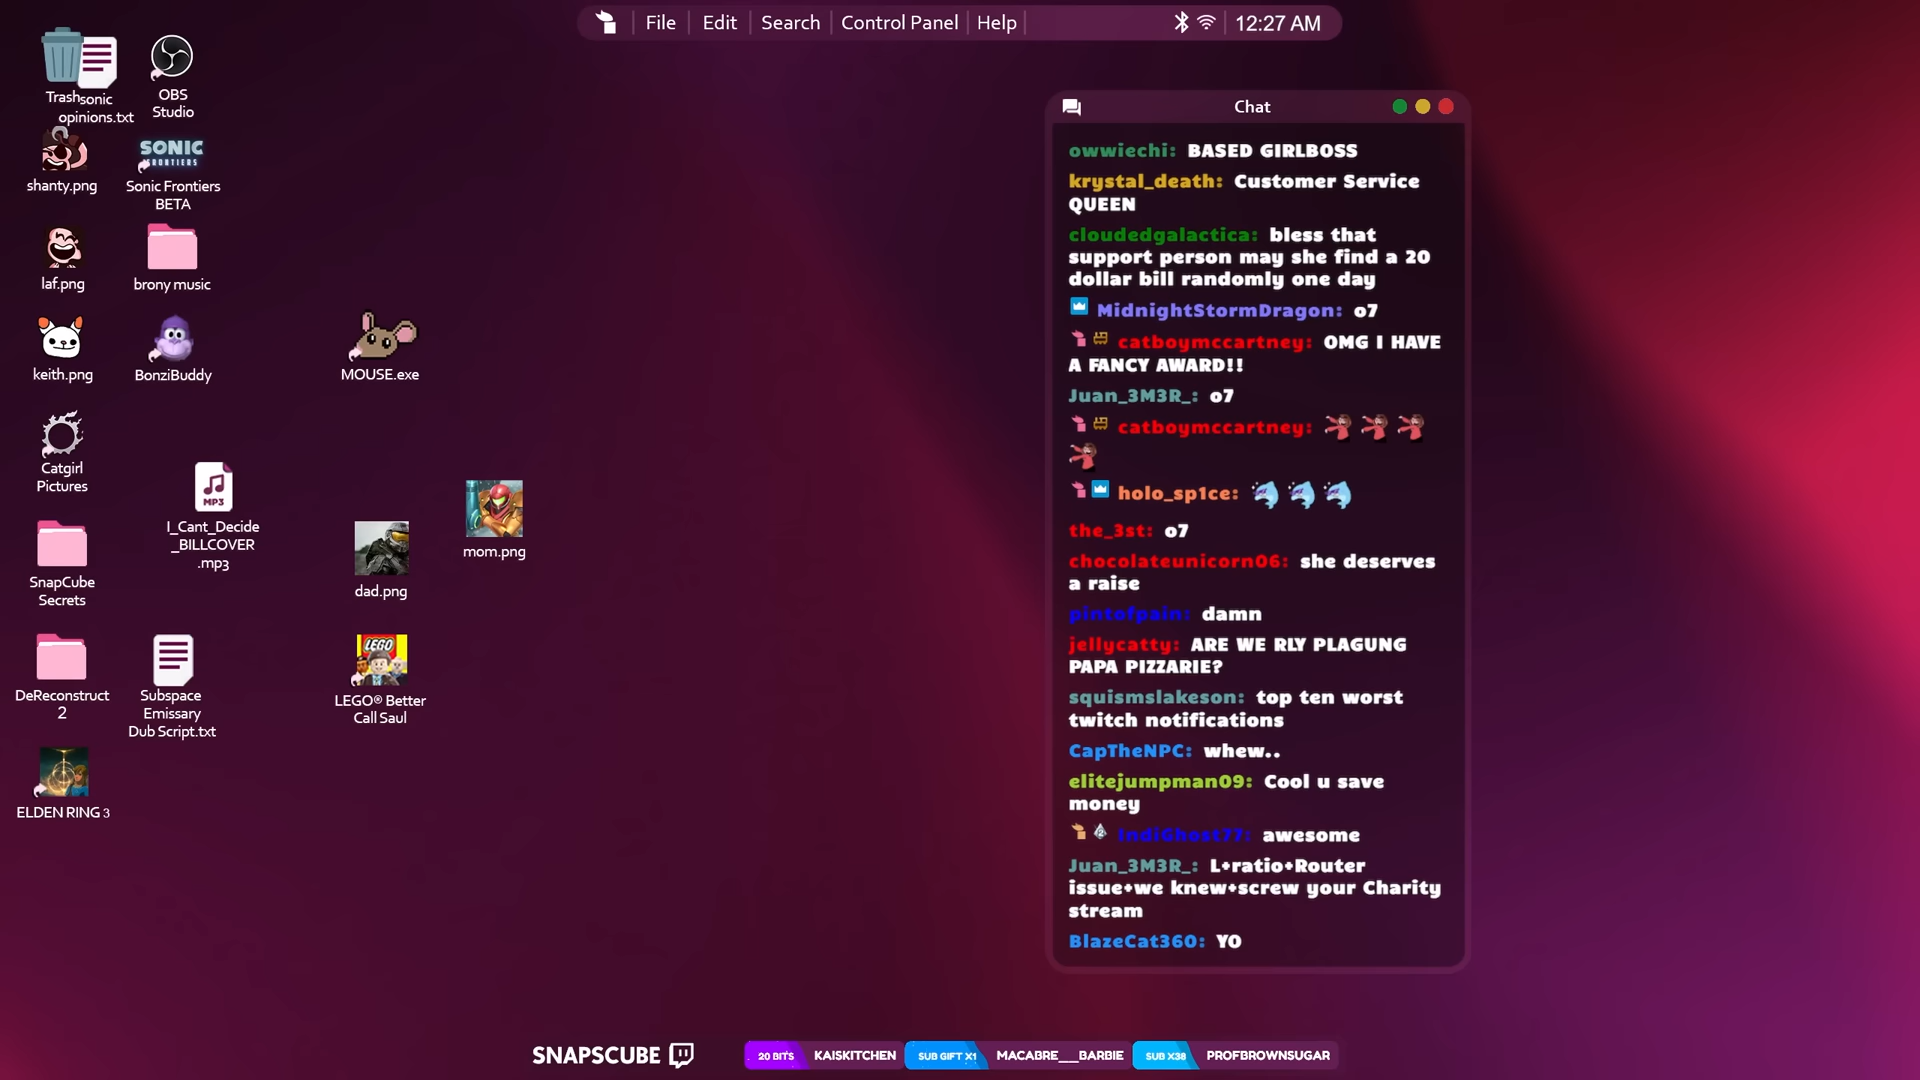 File
Edit
Search
Control Panel
Help
12:27 AM
Trash
sonic
opinions.txt
OBS
Studio
shanty.png
SONIC
FRONTIERS
Sonic Frontiers
BETA
laf.png
brony music
keith.png
BonziBuddy
MOUSE.exe
Catgirl
Pictures
MP3
I_Cant_Decide
_BILLCOVER
.mp3
mom.png
dad.png
SnapCube
Secrets
DeReconstruct
2
Subspace
Emissary
Dub Script.txt
LEGO
LEGO® Better
Call Saul
ELDEN RING 3
Chat
owwiechi: BASED GIRLBOSS
krystal_death: Customer Service
QUEEN
cloudedgalactica: bless that
support person may she find a 20
dollar bill randomly one day
MidnightStormDragon: o7
catboymccartney: OMG I HAVE
A FANCY AWARD!!
Juan_3M3R_: o7
catboymccartney:
holo_sp1ce:
the_3st: o7
chocolateunicorn06: she deserves
a raise
pintofpain: damn
jellycatty: ARE WE RLY PLAGUNG
PAPA PIZZARIE?
squismslakeson: top ten worst
twitch notifications
CapTheNPC: whew..
elitejumpman09: Cool u save
money
IndiGhost77: awesome
Juan_3M3R_: L+ratio+Router
issue+we knew+screw your Charity
stream
BlazeCat360: YO
SNAPSCUBE
20 BITS KAISKITCHEN
SUB GIFT X1 MACABRE__BARBIE
SUB X38 PROFBROWNSUGAR